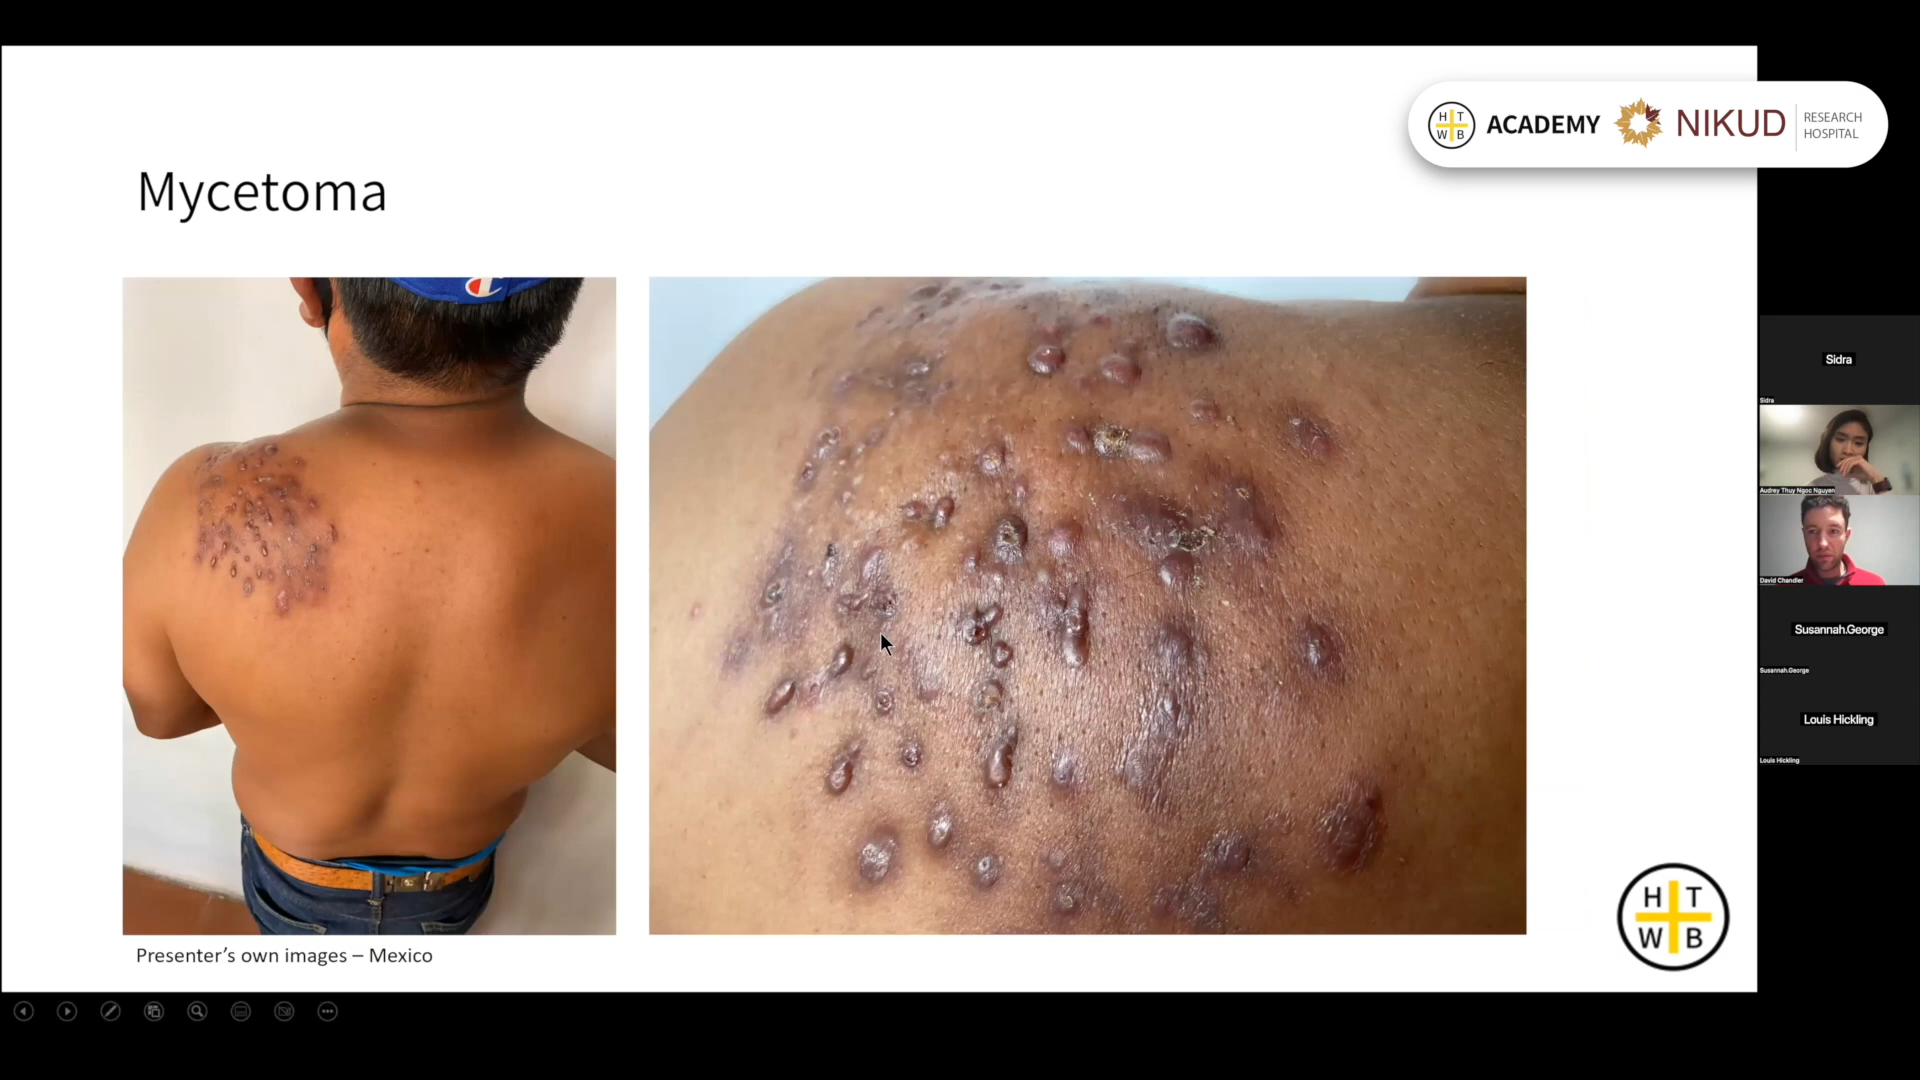 H T
W B
ACADEMY
NIKUD
RESEARCH
HOSPITAL
Mycetoma
Sidra
Sidra
Audrey Thuy Ngoc Nguyen
David Chandler
Susannah.George
Susannah.George
Louis Hickling
Louis Hickling
H T
W B
Presenter’s own images – Mexico